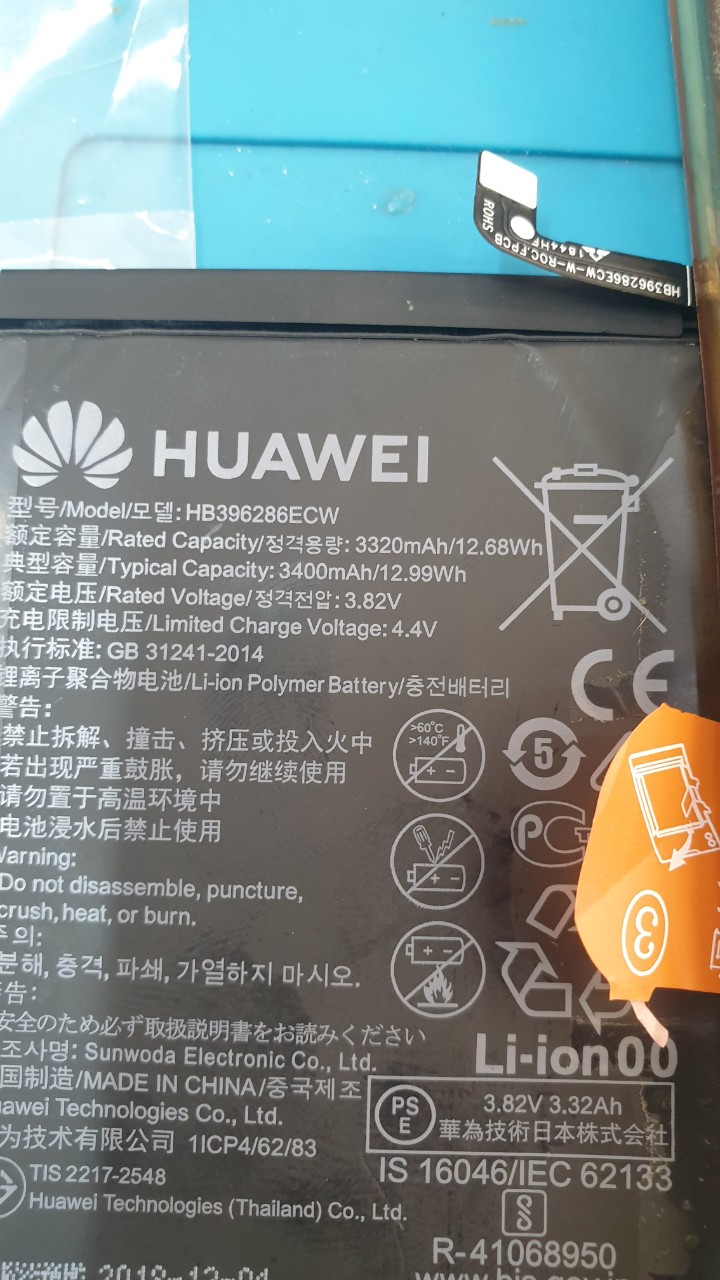 ROHS
1844HF
HB396286ECW-W-ROC.FPCB
HUAWEI
型号/Model/모델: HB396286ECW
额定容量/Rated Capacity/정격용량: 3320mAh/12.68Wh
典型容量/Typical Capacity: 3400mAh/12.99Wh
额定电压/Rated Voltage/정격전압: 3.82V
充电限制电压/Limited Charge Voltage: 4.4V
执行标准: GB 31241-2014
锂离子聚合物电池/Li-ion Polymer Battery/충전배터리
警告:
禁止拆解、撞击、挤压或投入火中
若出现严重鼓胀，请勿继续使用
请勿置于高温环境中
电池浸水后禁止使用
Warning:
Do not disassemble, puncture,
crush, heat, or burn.
주의:
분해, 충격, 파쇄, 가열하지 마시오.
警告:
安全のため必ず取扱説明書をお読みください
조사명: Sunwoda Electronic Co., Ltd.
国制造/MADE IN CHINA/중국제조
Huawei Technologies Co., Ltd.
为技术有限公司 1ICP4/62/83
TIS 2217-2548
Huawei Technologies (Thailand) Co., Ltd.
2018-12-04
>60°C
>140°F
CE
5
PC
3
Li-ion00
PS
E
3.82V 3.32Ah
華為技術日本株式会社
IS 16046/IEC 62133
R-41068950